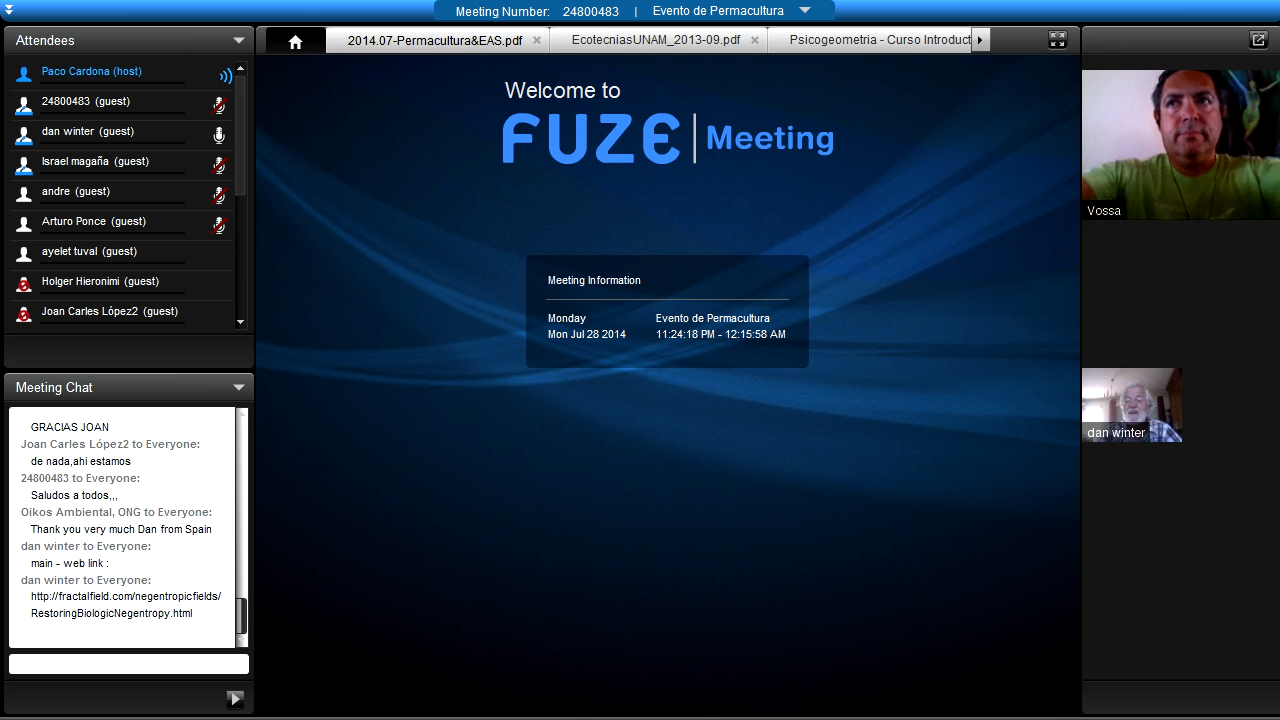 Meeting Number: 24800483 | Evento de Permacultura
Attendees
Paco Cardona (host)
24800483 (guest)
dan winter (guest)
Israel magaña (guest)
andre (guest)
Arturo Ponce (guest)
ayelet tuval (guest)
Holger Hieronimi (guest)
Joan Carles López2 (guest)
Meeting Chat
GRACIAS JOAN
Joan Carles López2 to Everyone:
de nada,ahi estamos
24800483 to Everyone:
Saludos a todos,,,
Oikos Ambiental, ONG to Everyone:
Thank you very much Dan from Spain
dan winter to Everyone:
main - web link :
dan winter to Everyone:
http://fractalfield.com/negentropicfields/
RestoringBiologicNegentropy.html
2014.07-Permacultura&EAS.pdf
EcotecniasUNAM_2013-09.pdf
Psicogeometria - Curso Introduct
Welcome to
FUZE | Meeting
Meeting Information
Monday Evento de Permacultura
Mon Jul 28 2014 11:24:18 PM - 12:15:58 AM
Vossa
dan winter